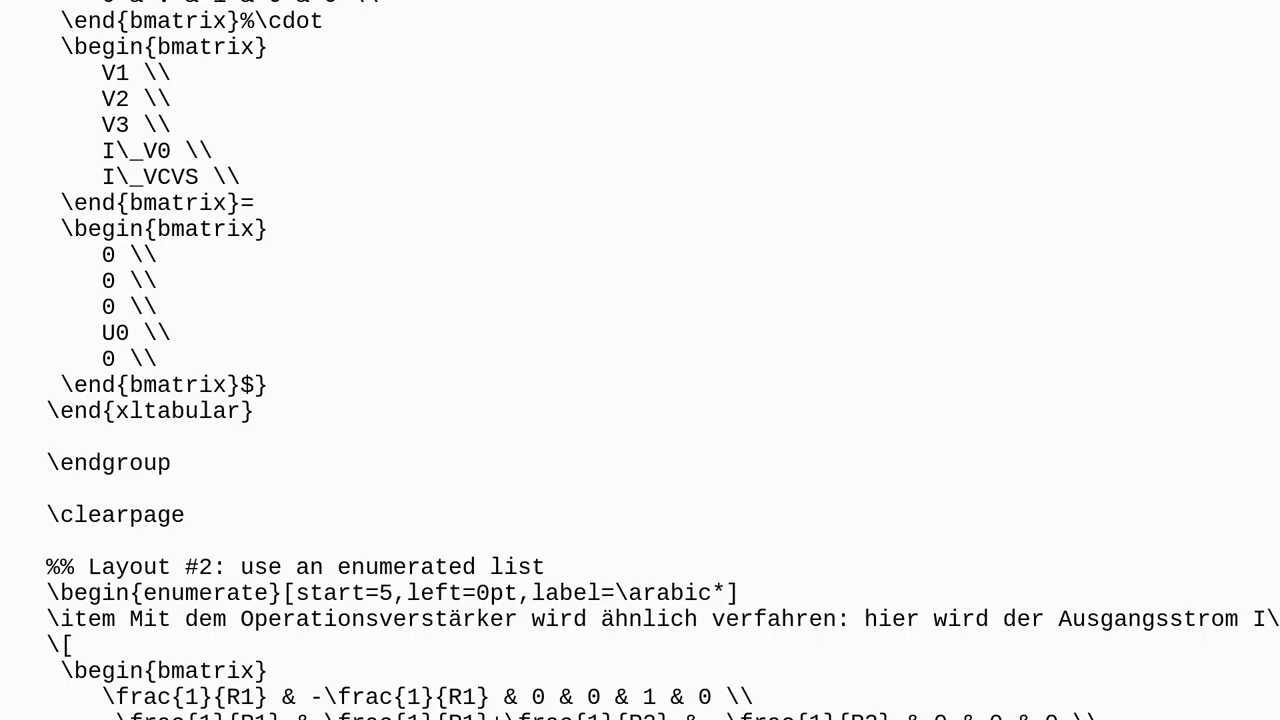 \end{bmatrix}%\cdot
\begin{bmatrix}
V1 \\
V2 \\
V3 \\
I\_V0 \\
I\_VCVS \\
\end{bmatrix}=
\begin{bmatrix}
0 \\
0 \\
0 \\
U0 \\
0 \\
\end{bmatrix}$}
\end{xltabular}
\endgroup
\clearpage
%% Layout #2: use an enumerated list
\begin{enumerate}[start=5,left=0pt,label=\arabic*]
\item Mit dem Operationsverstärker wird ähnlich verfahren: hier wird der Ausgangsstrom I\
\[
\begin{bmatrix}
\frac{1}{R1} & -\frac{1}{R1} & 0 & 0 & 1 & 0 \\